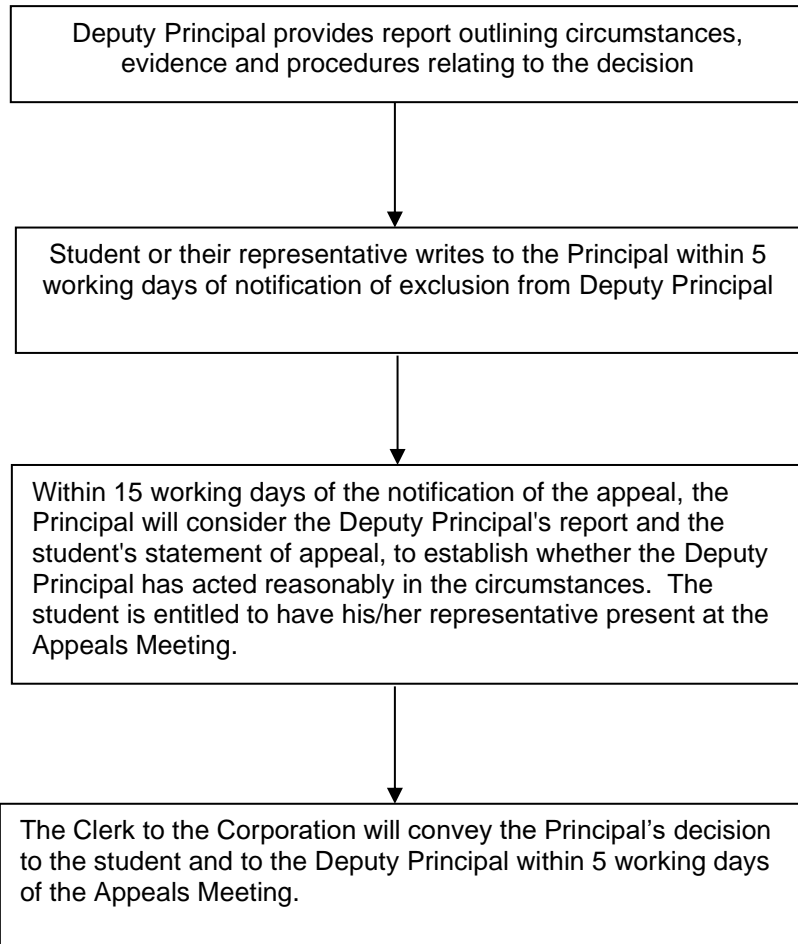 Deputy Principal provides report outlining circumstances,
evidence and procedures relating to the decision
Student or their representative writes to the Principal within 5
working days of notification of exclusion from Deputy Principal
Within 15 working days of the notification of the appeal, the
Principal will consider the Deputy Principal's report and the
student's statement of appeal, to establish whether the Deputy
Principal has acted reasonably in the circumstances.  The
student is entitled to have his/her representative present at the
Appeals Meeting.
The Clerk to the Corporation will convey the Principal’s decision
to the student and to the Deputy Principal within 5 working days
of the Appeals Meeting.